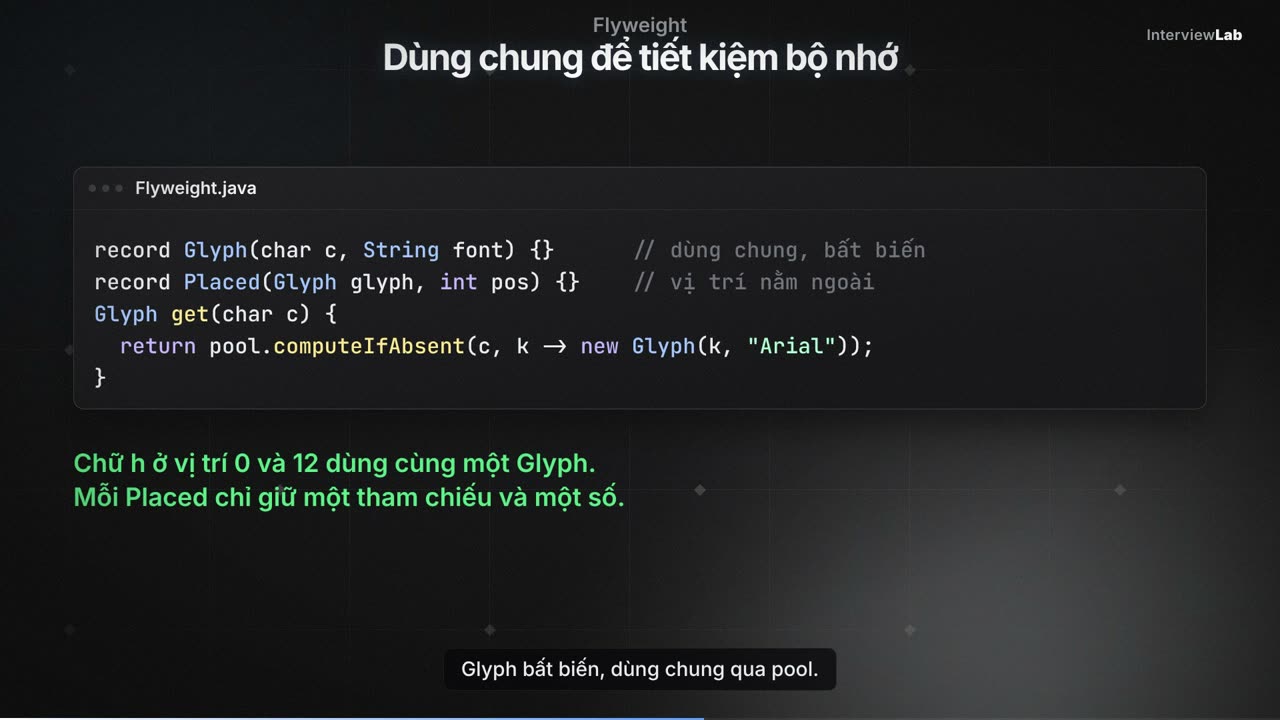 Flyweight
Dùng chung để tiết kiệm bộ nhớ
InterviewLab
Flyweight.java
record Glyph(char c, String font) {}      // dùng chung, bất biến
record Placed(Glyph glyph, int pos) {}    // vị trí nằm ngoài
Glyph get(char c) {
  return pool.computeIfAbsent(c, k -> new Glyph(k, "Arial"));
}
Chữ h ở vị trí 0 và 12 dùng cùng một Glyph.
Mỗi Placed chỉ giữ một tham chiếu và một số.
Glyph bất biến, dùng chung qua pool.